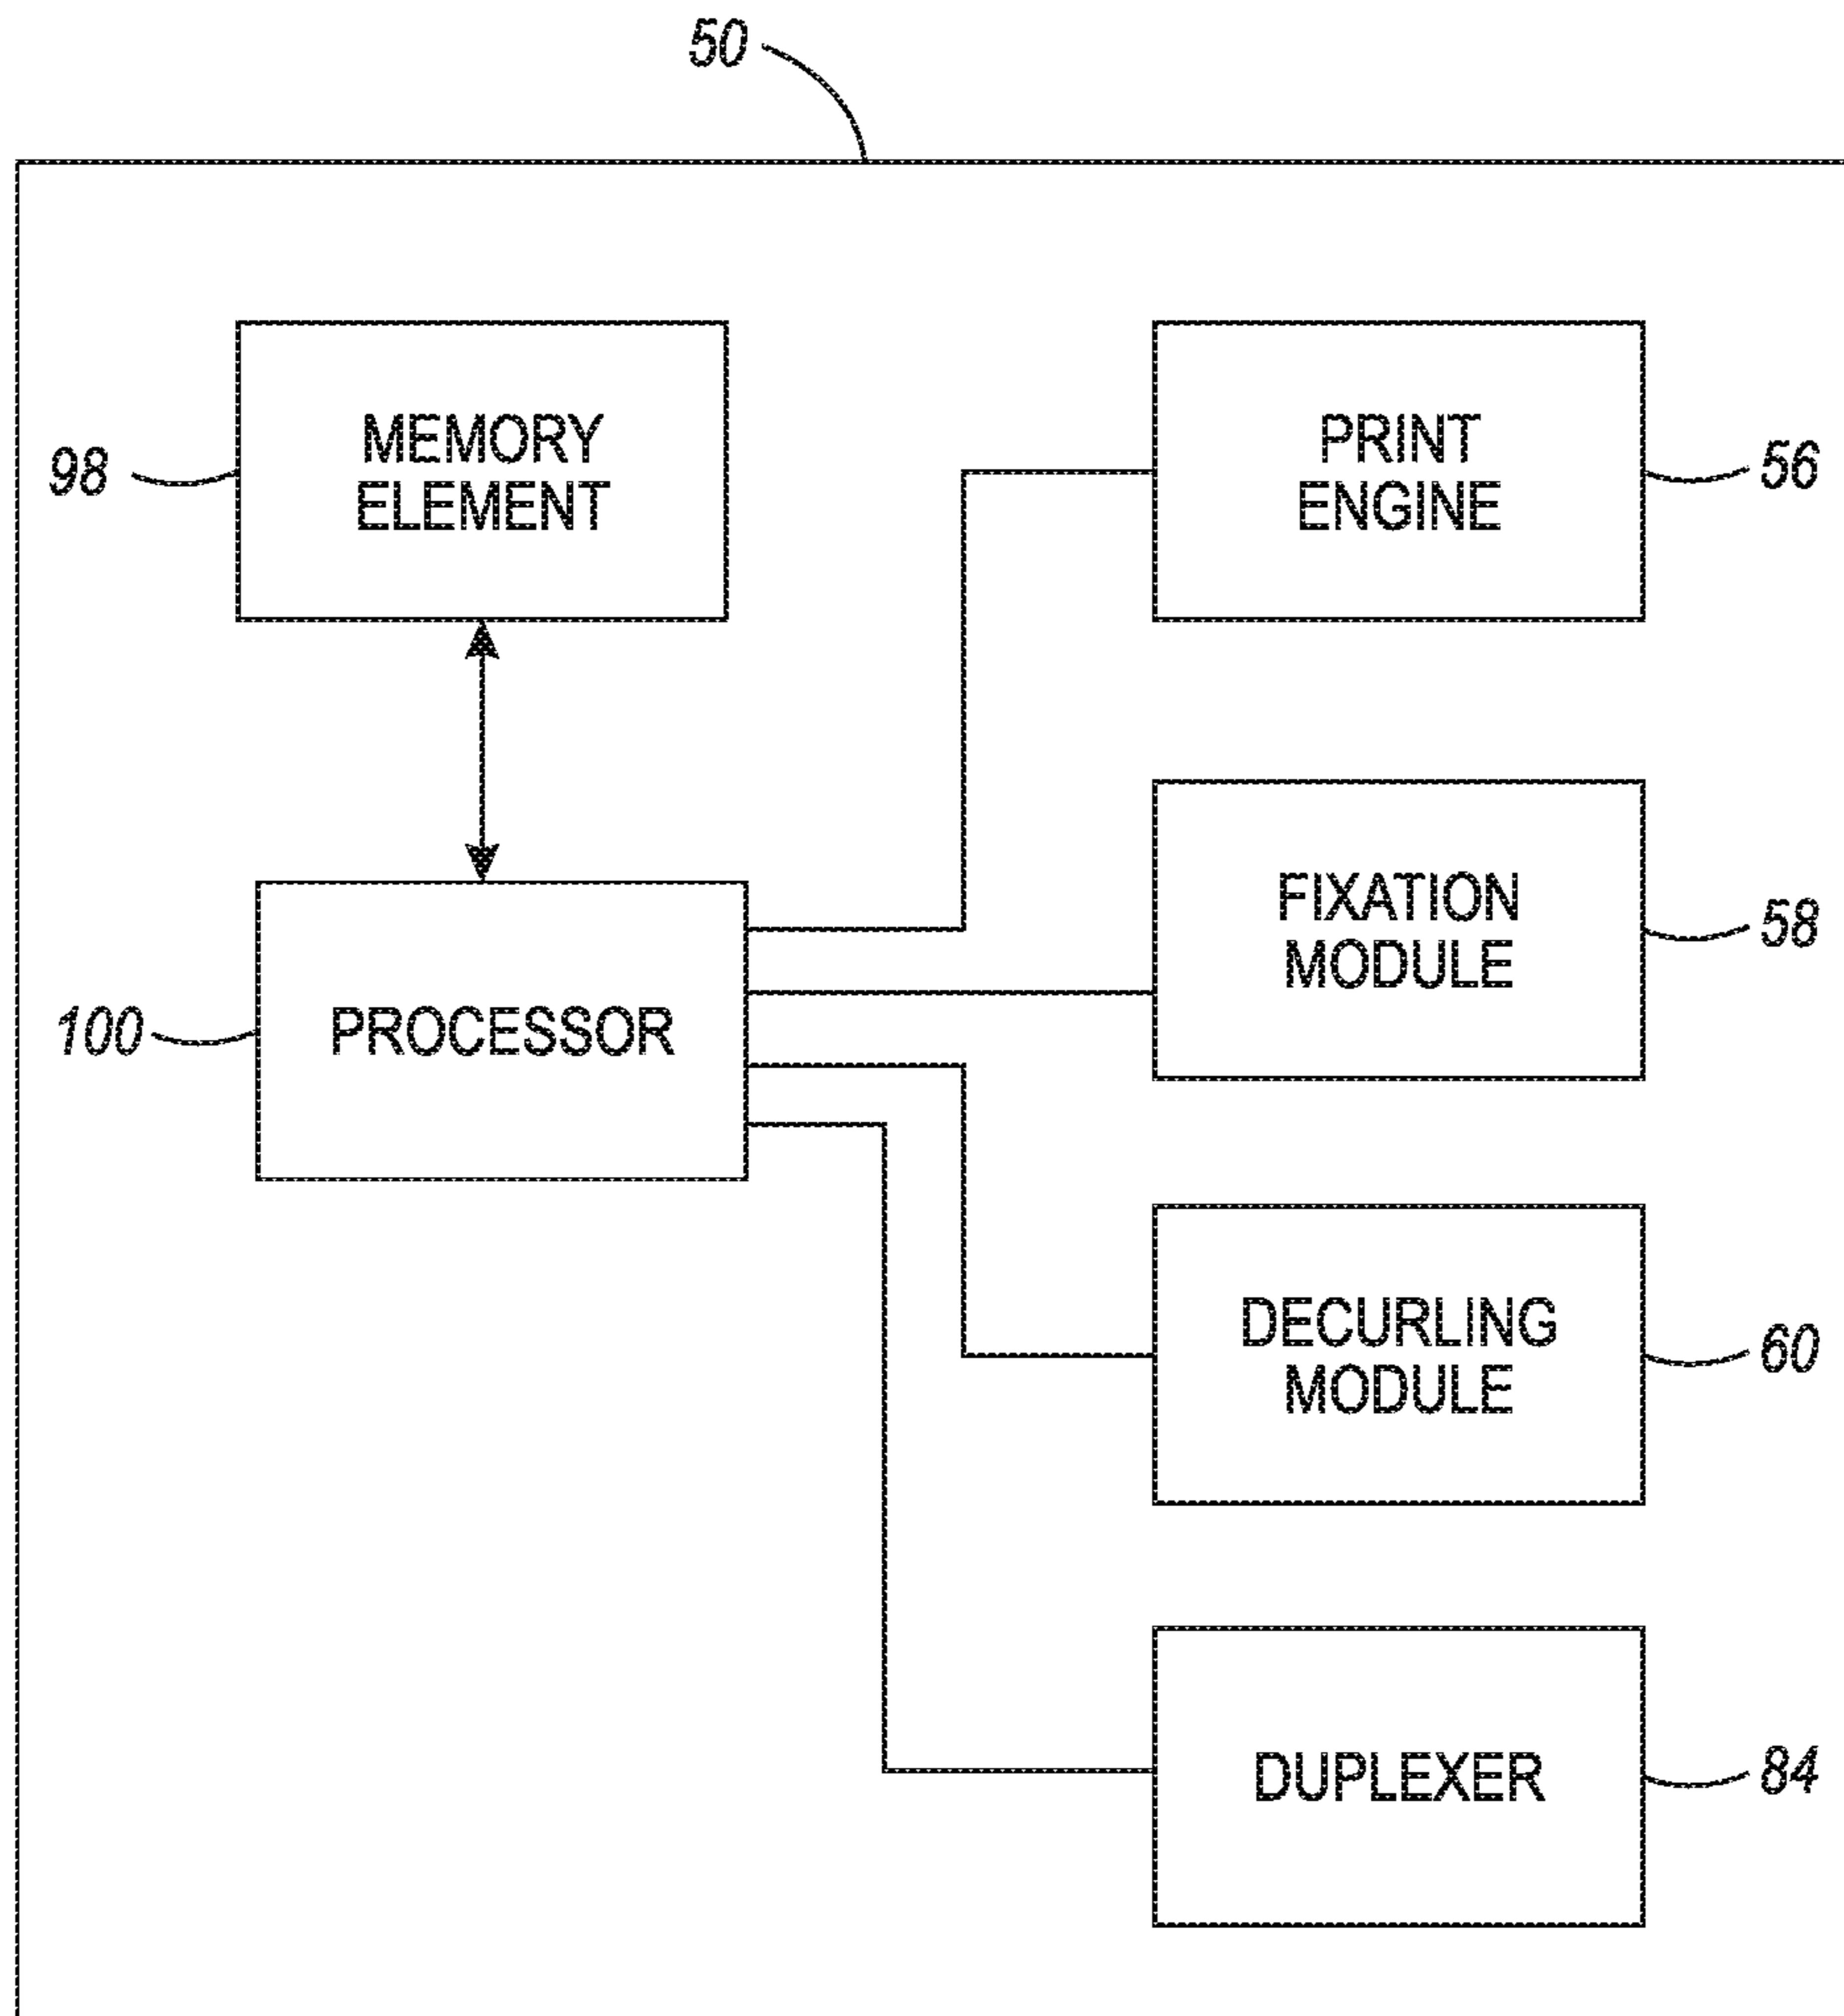 50
MEMORY
ELEMENT
98
PRINT
ENGINE
56
FIXATION
MODULE
58
100
PROCESSOR
DECURLING
MODULE
60
DUPLEXER
84